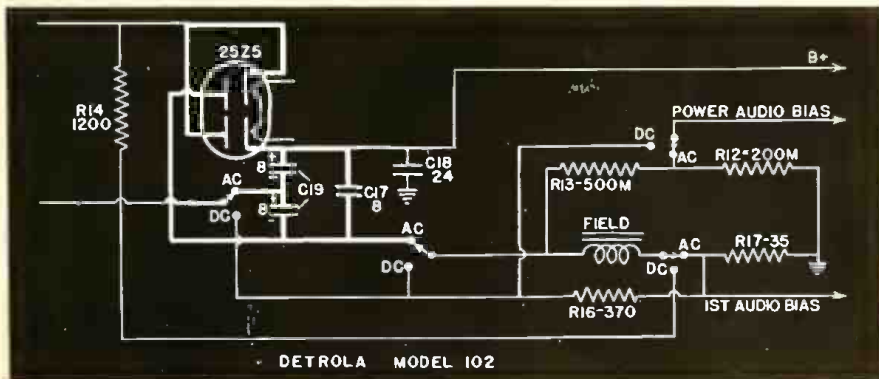 25Z5
B+
R14
1200
POWER AUDIO BIAS
DC
AC
R12=200M
R13-500M
C18
24
8
C19
8
C17
8
AC
DC
AC
DC
FIELD
AC
DC
R17-35
R16-370
1ST AUDIO BIAS
DETROLA MODEL 102